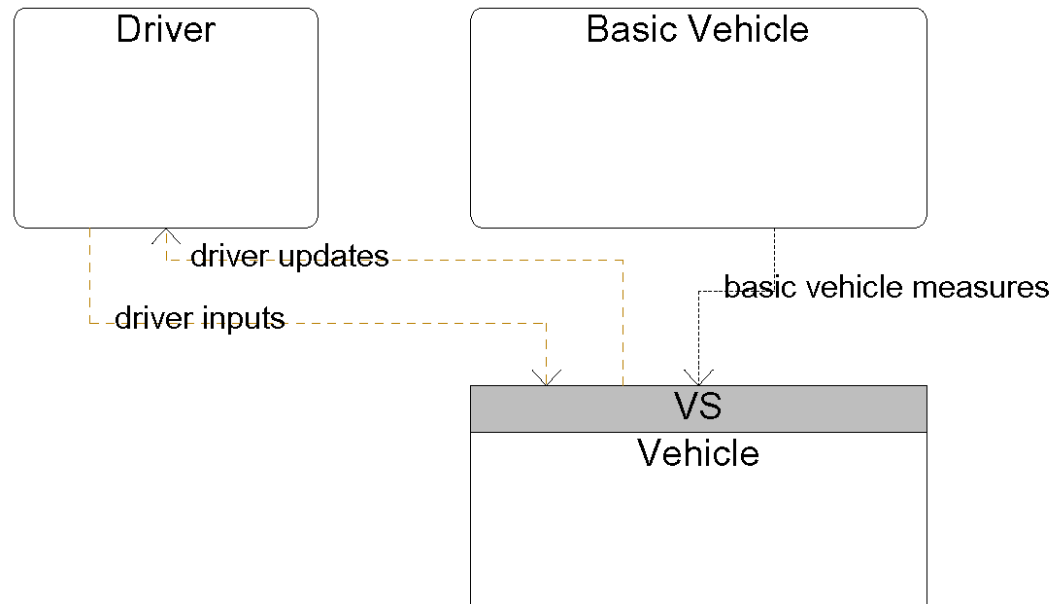 Driver
Basic Vehicle
driver updates
basic vehicle measures
driver inputs
VS
Vehicle